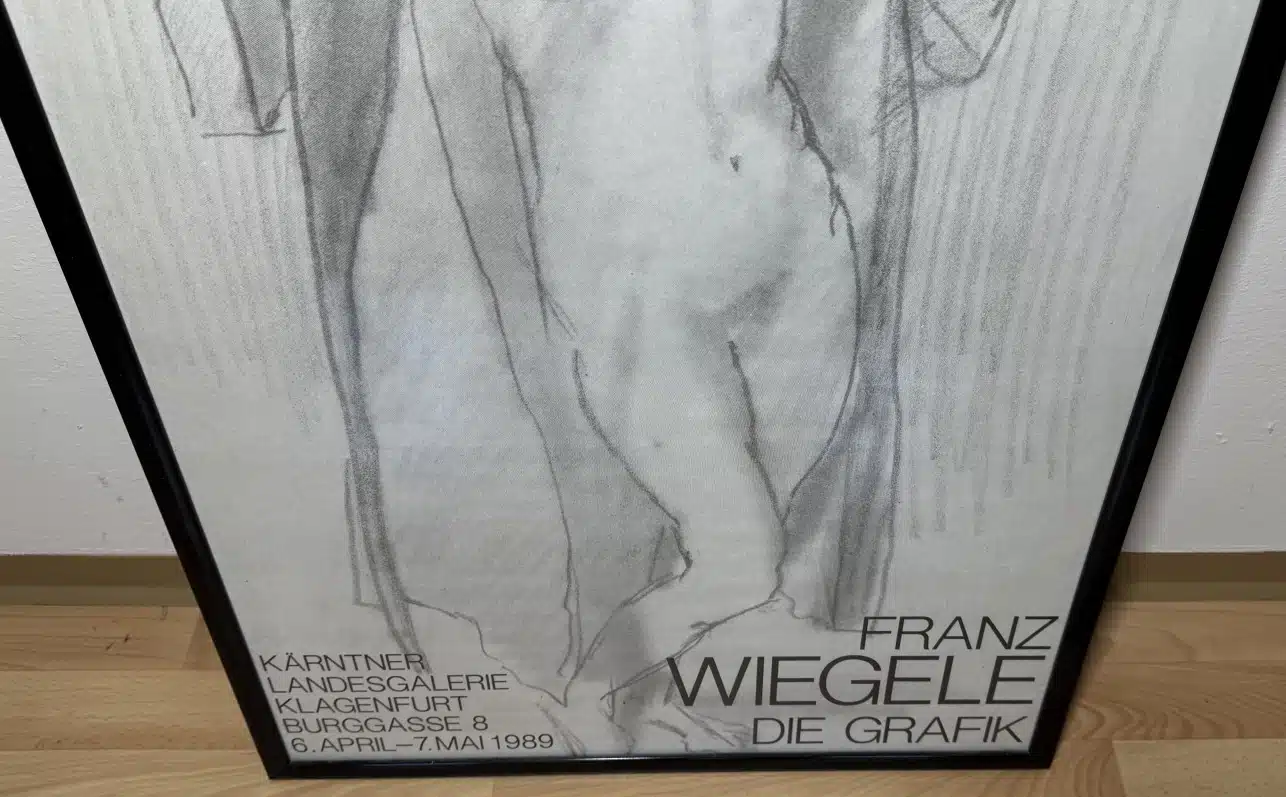 KÄRNTNER
LANDESGALERIE
KLAGENFURT
BURGGASSE 8
6. APRIL–7. MAI 1989
FRANZ
WIEGELE
DIE GRAFIK